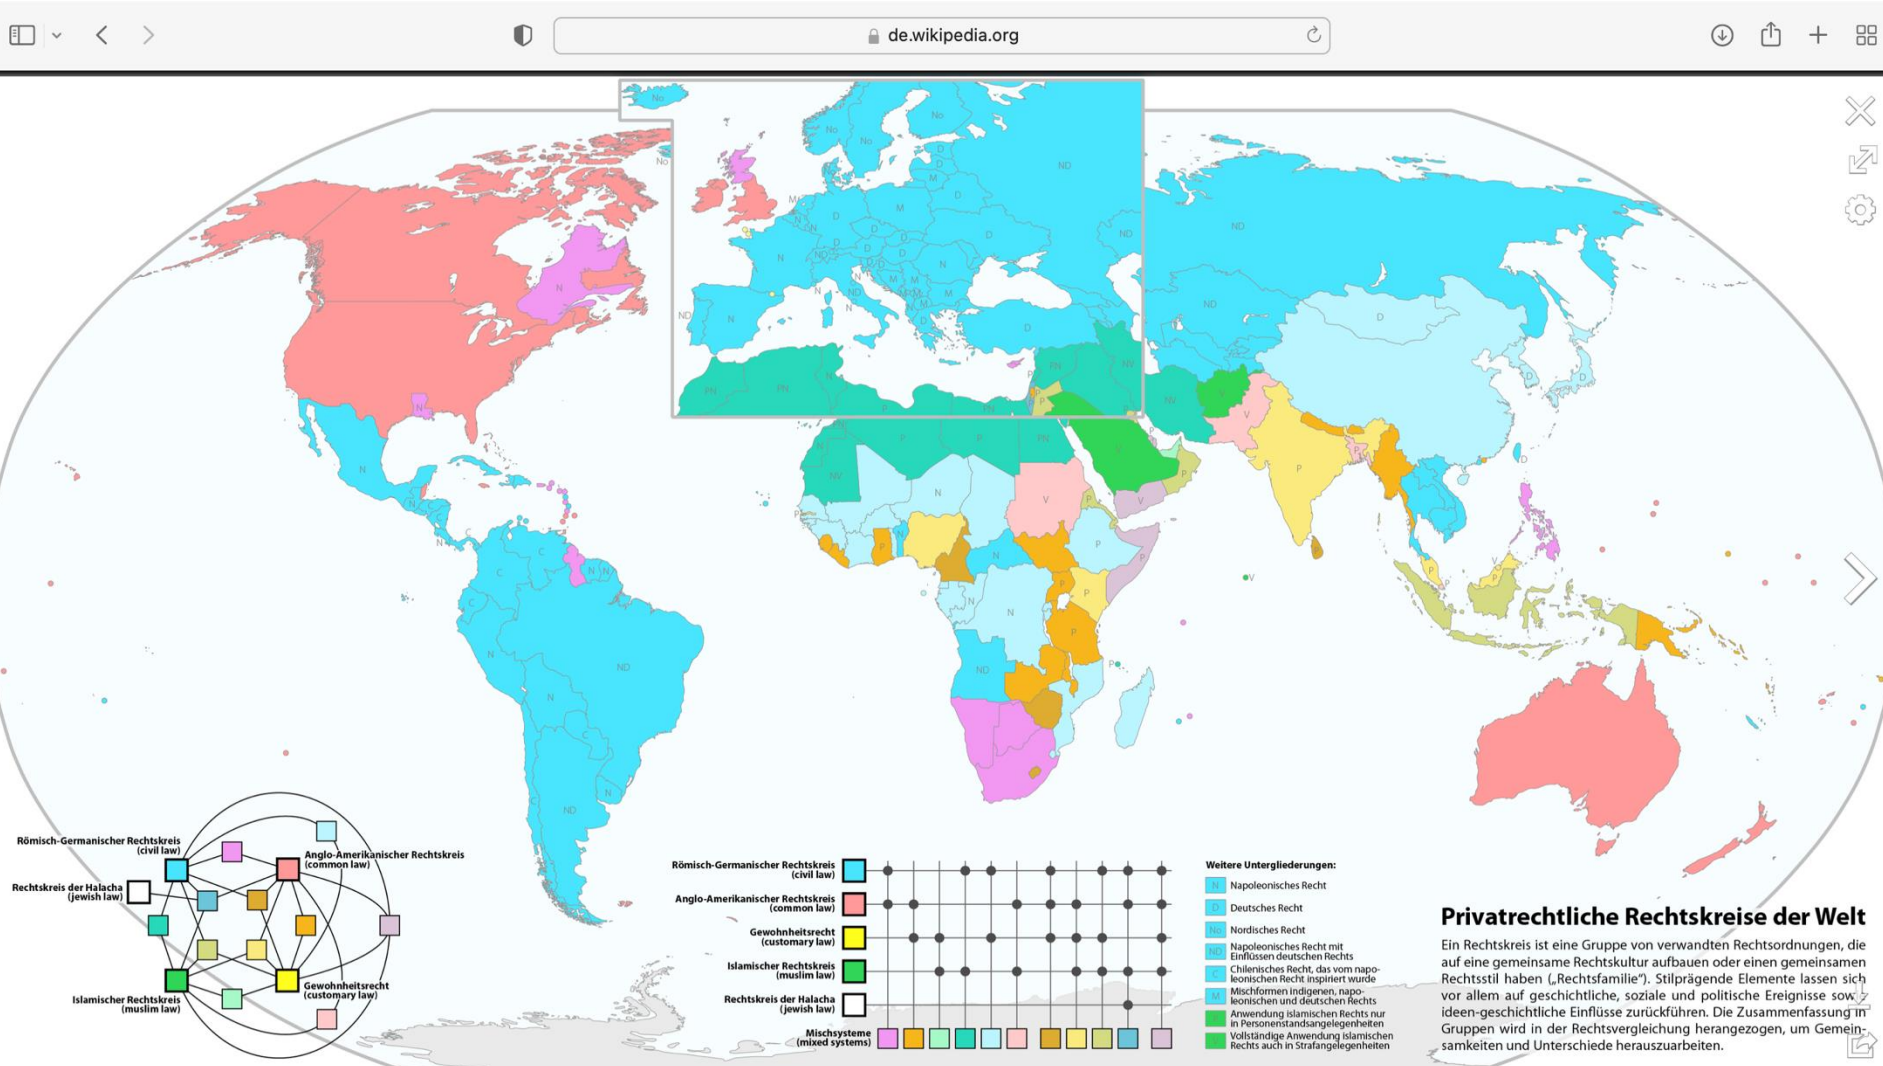 de.wikipedia.org
Römisch-Germanischer Rechtskreis
(civil law)
Anglo-Amerikanischer Rechtskreis
(common law)
Rechtskreis der Halacha
(jewish law)
Gewohnheitsrecht
(customary law)
Islamischer Rechtskreis
(muslim law)
Römisch-Germanischer Rechtskreis
(civil law)
Anglo-Amerikanischer Rechtskreis
(common law)
Gewohnheitsrecht
(customary law)
Islamischer Rechtskreis
(muslim law)
Rechtskreis der Halacha
(jewish law)
Mischsysteme
(mixed systems)
Weitere Untergliederungen:
N Napoleonisches Recht
D Deutsches Recht
No Nordisches Recht
ND Napoleonisches Recht mit
Einflüssen deutschen Rechts
C Chilenisches Recht, das vom napo-
leonischen Recht inspiriert wurde
M Mischformen indigenen, napo-
leonischen und deutschen Rechts
Anwendung islamischen Rechts nur
in Personenstandsangelegenheiten
Vollständige Anwendung islamischen
Rechts auch in Strafangelegenheiten
Privatrechtliche Rechtskreise der Welt
Ein Rechtskreis ist eine Gruppe von verwandten Rechtsordnungen, die
auf eine gemeinsame Rechtskultur aufbauen oder einen gemeinsamen
Rechtsstil haben („Rechtsfamilie“). Stilprägende Elemente lassen sich
vor allem auf geschichtliche, soziale und politische Ereignisse sowie
ideen-geschichtliche Einflüsse zurückführen. Die Zusammenfassung in
Gruppen wird in der Rechtsvergleichung herangezogen, um Gemein-
samkeiten und Unterschiede herauszuarbeiten.